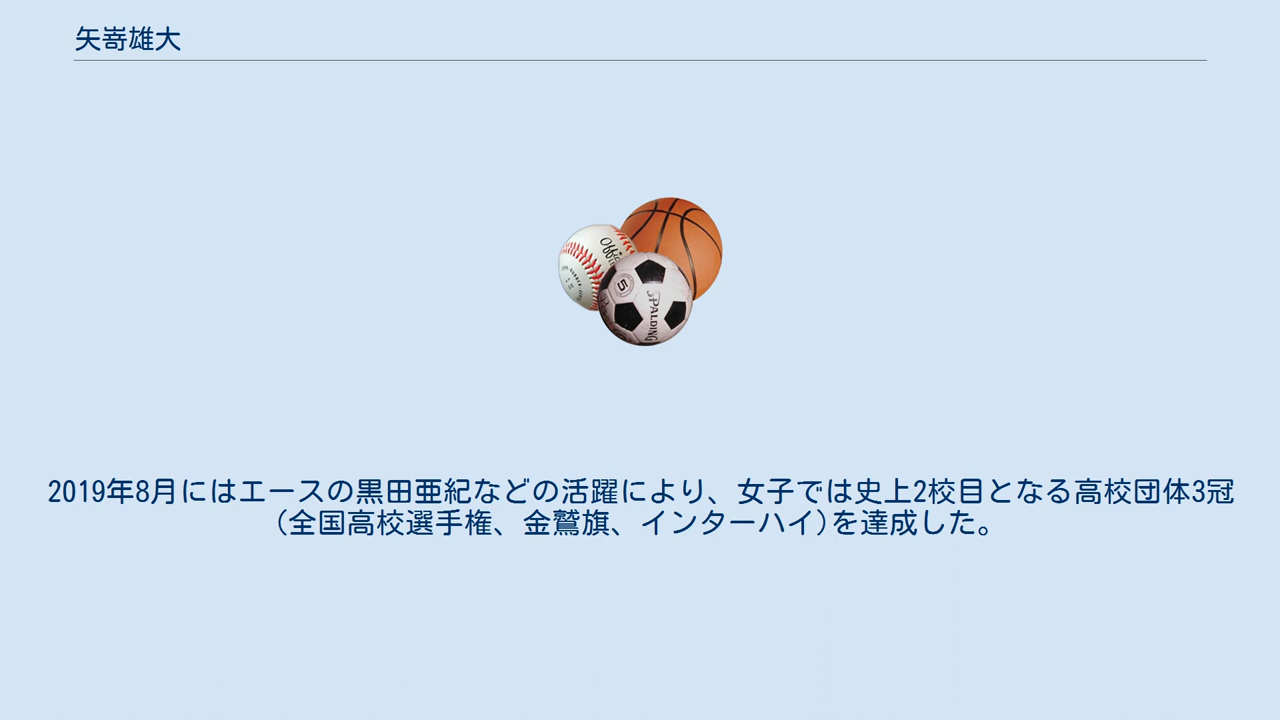 矢嵜雄大
Offici
5
SPALDING
2019年8月にはエースの黒田亜紀などの活躍により、女子では史上2校目となる高校団体3冠
(全国高校選手権、金鷲旗、インターハイ)を達成した。